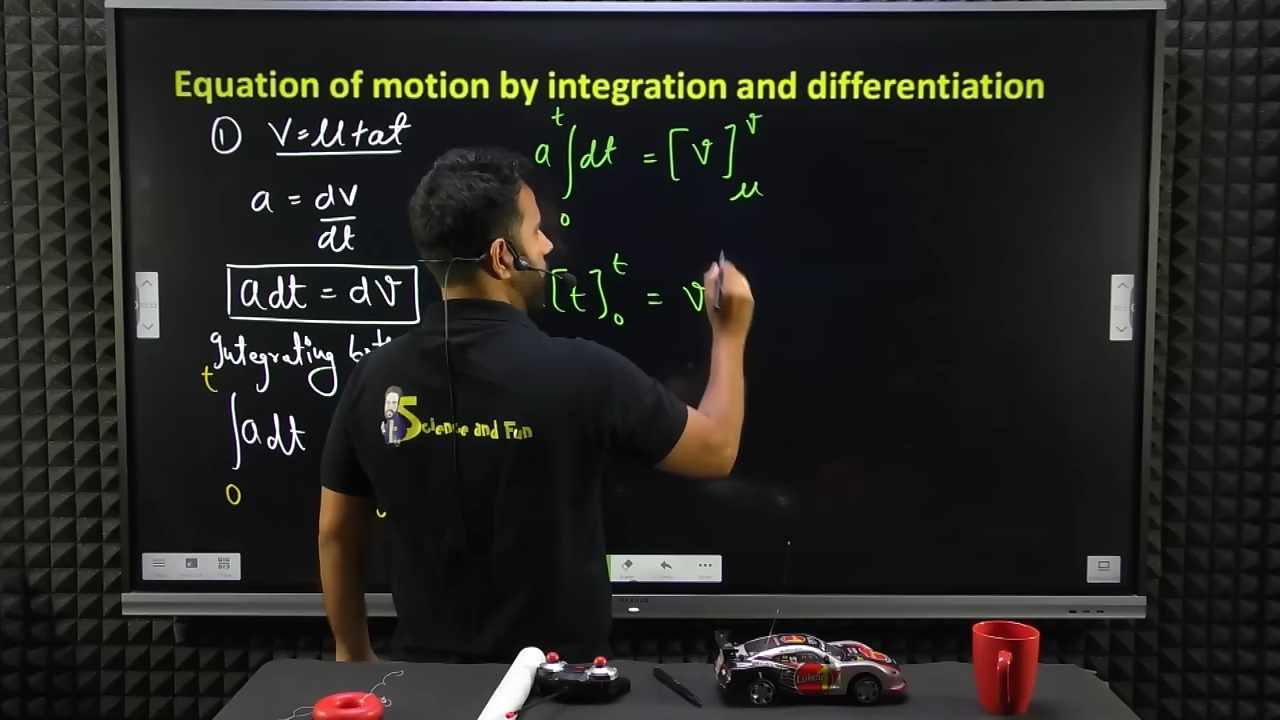 Equation of motion by integration and differentiation
① V=u+at
a = dv/dt
adt = dv
Integrating
t
∫adt
0
t
a∫dt = [v]
0
v
u
[t]
t
0
= v
Science and Fun